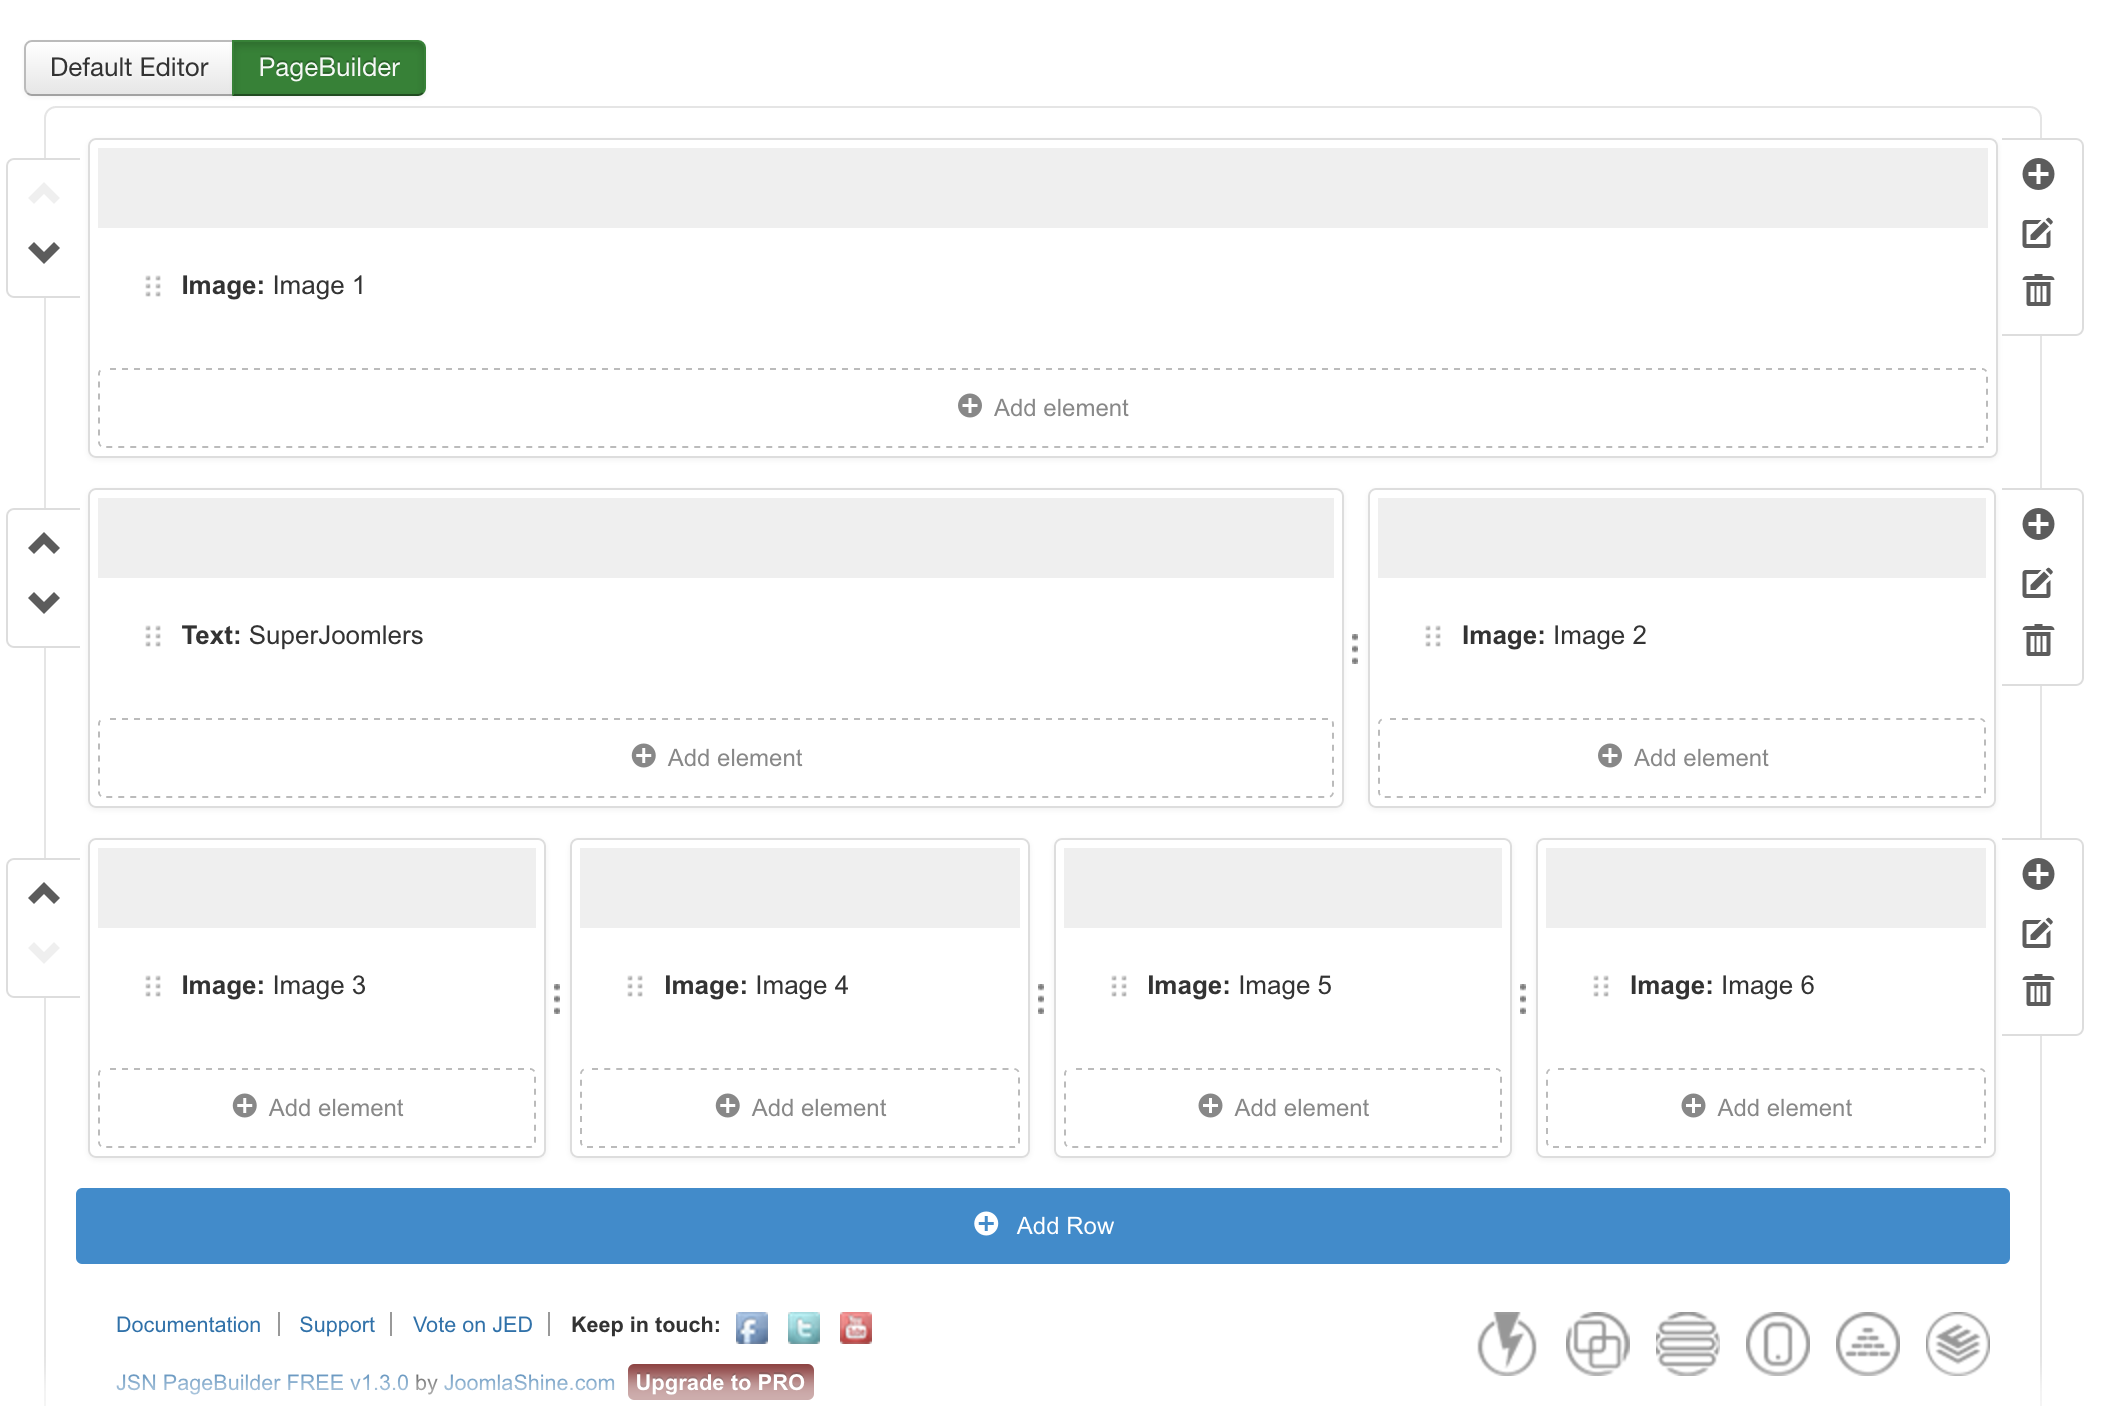 Default Editor PageBuilder
Image: Image 1
Add element
Text: SuperJoomlers Image: Image 2
Add element Add element
Image: Image 3 Image: Image 4 Image: Image 5 Image: Image 6
Add element Add element Add element Add element
Add Row
Documentation Support Vote on JED Keep in touch: f t You Tube
JSN PageBuilder FREE v1.3.0 by JoomlaShine.com Upgrade to PRO